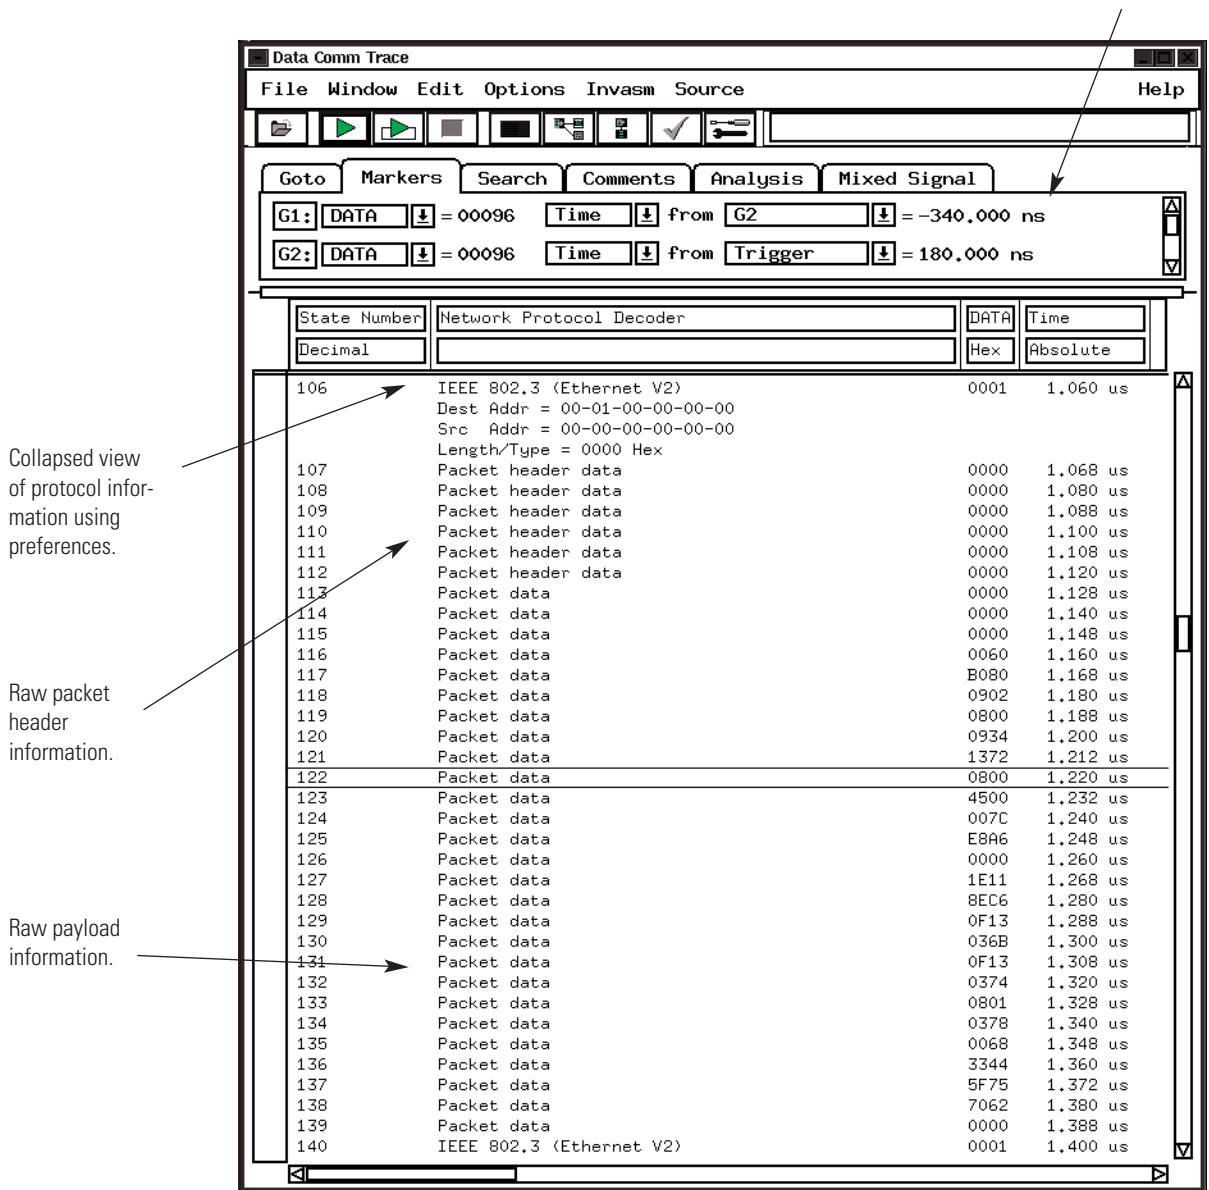 Data Comm Trace
File Window Edit Options Invasm Source Help
Goto Markers Search Comments Analysis Mixed Signal
G1: DATA = 00096 Time from G2 = -340.000 ns
G2: DATA = 00096 Time from Trigger = 180.000 ns
State Number Network Protocol Decoder DATA Time
Decimal Hex Absolute
106 IEEE 802.3 (Ethernet V2) 0001 1.060 us
Dest Addr = 00-01-00-00-00-00
Src Addr = 00-00-00-00-00-00
Length/Type = 0000 Hex
107 Packet header data 0000 1.068 us
108 Packet header data 0000 1.080 us
109 Packet header data 0000 1.088 us
110 Packet header data 0000 1.100 us
111 Packet header data 0000 1.108 us
112 Packet header data 0000 1.120 us
113 Packet data 0000 1.128 us
114 Packet data 0000 1.140 us
115 Packet data 0000 1.148 us
116 Packet data 0060 1.160 us
117 Packet data B080 1.168 us
118 Packet data 0902 1.180 us
119 Packet data 0800 1.188 us
120 Packet data 0934 1.200 us
121 Packet data 1372 1.212 us
122 Packet data 0800 1.220 us
123 Packet data 4500 1.232 us
124 Packet data 007C 1.240 us
125 Packet data E8A6 1.248 us
126 Packet data 0000 1.260 us
127 Packet data 1E11 1.268 us
128 Packet data 8EC6 1.280 us
129 Packet data 0F13 1.288 us
130 Packet data 036B 1.300 us
131 Packet data 0F13 1.308 us
132 Packet data 0374 1.320 us
133 Packet data 0801 1.328 us
134 Packet data 0378 1.340 us
135 Packet data 0068 1.348 us
136 Packet data 3344 1.360 us
137 Packet data 5F75 1.372 us
138 Packet data 7062 1.380 us
139 Packet data 0000 1.388 us
140 IEEE 802.3 (Ethernet V2) 0001 1.400 us
Collapsed view
of protocol infor-
mation using
preferences.
Raw packet
header
information.
Raw payload
information.